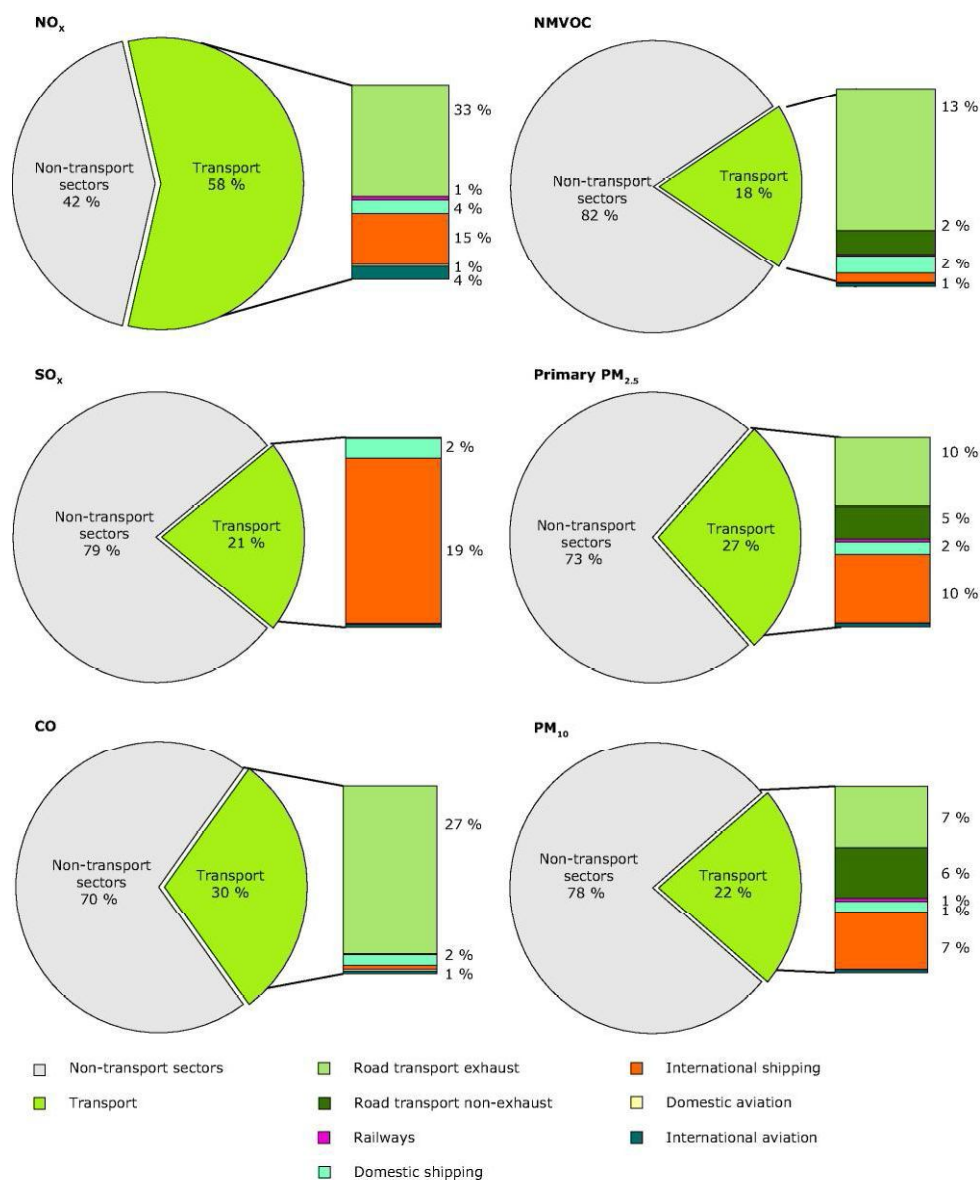 NOx
Non-transport
sectors
42 %
Transport
58 %
33 %
1 %
4 %
15 %
1 %
4 %
NMVOC
Non-transport
sectors
82 %
Transport
18 %
13 %
2 %
2 %
1 %
SOx
Non-transport
sectors
79 %
Transport
21 %
2 %
19 %
Primary PM2.5
Non-transport
sectors
73 %
Transport
27 %
10 %
5 %
2 %
10 %
CO
Non-transport
sectors
70 %
Transport
30 %
27 %
2 %
1 %
PM10
Non-transport
sectors
78 %
Transport
22 %
7 %
6 %
1 %
1 %
7 %
Non-transport sectors
Transport
Road transport exhaust
Road transport non-exhaust
Railways
Domestic shipping
International shipping
Domestic aviation
International aviation